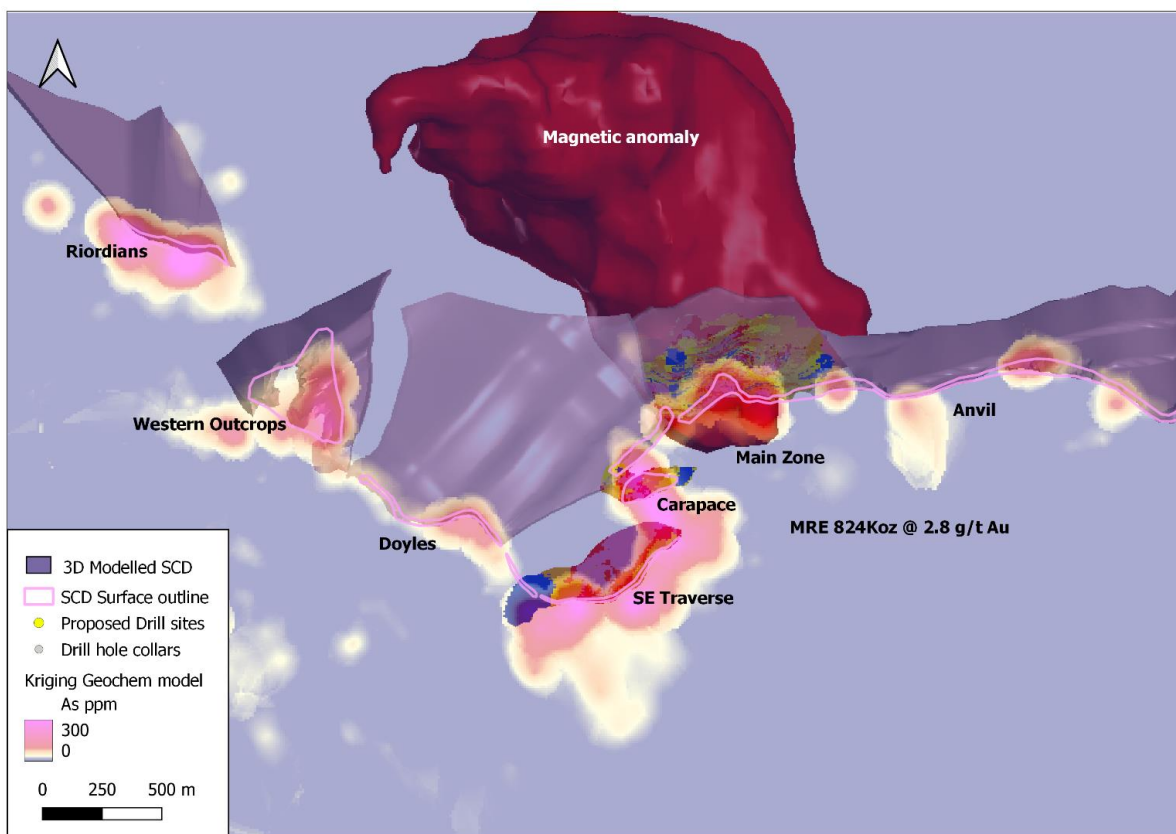 Magnetic anomaly
Riordians
Western Outcrops
Anvil
Main Zone
Carapace
MRE 824Koz @ 2.8 g/t Au
Doyles
SE Traverse
3D Modelled SCD
SCD Surface outline
Proposed Drill sites
Drill hole collars
Kriging Geochem model
As ppm
300
0
0 250 500 m